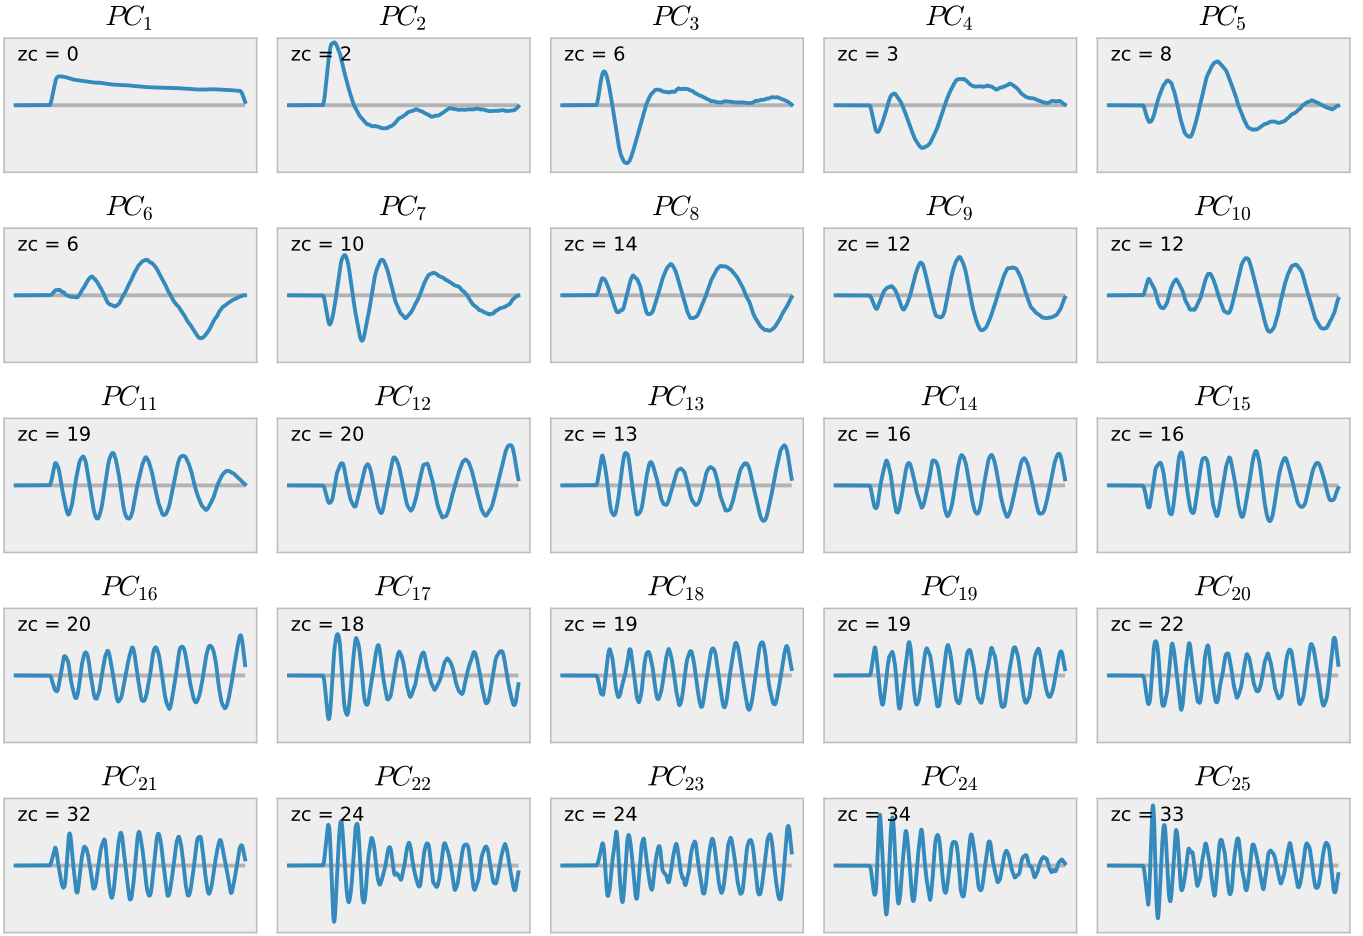 PC1 PC2 PC3 PC4 PC5
zc = 0 zc = 2 zc = 6 zc = 3 zc = 8
PC6 PC7 PC8 PC9 PC10
zc = 6 zc = 10 zc = 14 zc = 12 zc = 12
PC11 PC12 PC13 PC14 PC15
zc = 19 zc = 20 zc = 13 zc = 16 zc = 16
PC16 PC17 PC18 PC19 PC20
zc = 20 zc = 18 zc = 19 zc = 19 zc = 22
PC21 PC22 PC23 PC24 PC25
zc = 32 zc = 24 zc = 24 zc = 34 zc = 33